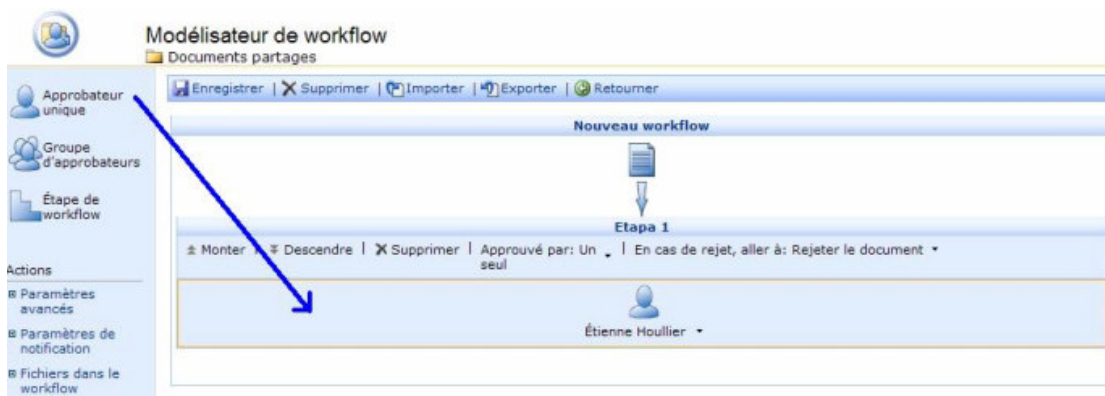 Modélisateur de workflow
Documents partages
Approbateur
unique
Groupe
d'approbateurs
Étape de
workflow
Actions
Paramètres
avancés
Paramètres de
notification
Fichiers dans le
workflow
Enregistrer | Supprimer | Importer | Exporter | Retourner
Nouveau workflow
Etapa 1
Monter | Descendre | Supprimer | Approuvé par: Un | En cas de rejet, aller à: Rejeter le document
seul
Étienne Houllier